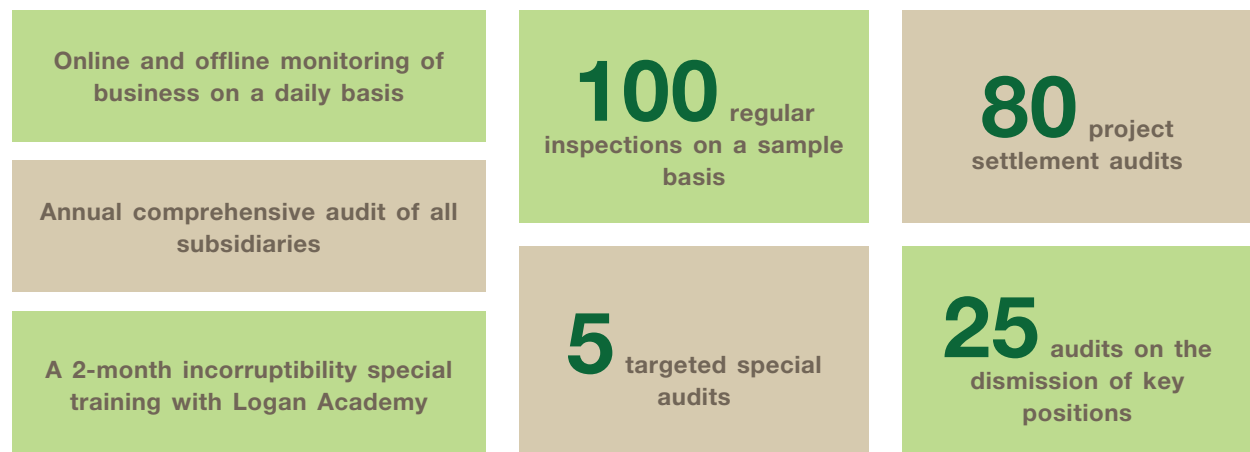 Online and offline monitoring of
business on a daily basis
Annual comprehensive audit of all
subsidiaries
A 2-month incorruptibility special
training with Logan Academy
100 regular
inspections on a sample
basis
5 targeted special
audits
80 project
settlement audits
25 audits on the
dismission of key
positions